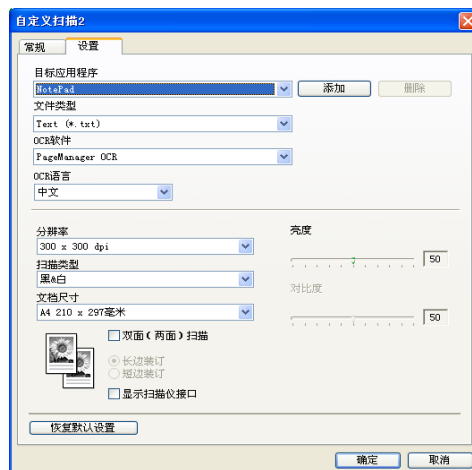 自定义扫描2
常规 设置
目标应用程序
NotePad 添加 删除
文件类型
Text (*.txt)
OCR软件
PageManager OCR
OCR语言
中文
分辨率 亮度
300 x 300 dpi 50
扫描类型
黑&白 对比度
文档尺寸
A4 210 x 297毫米 50
双面(两面)扫描
长边装订
短边装订
显示扫描仪接口
恢复默认设置
确定 取消